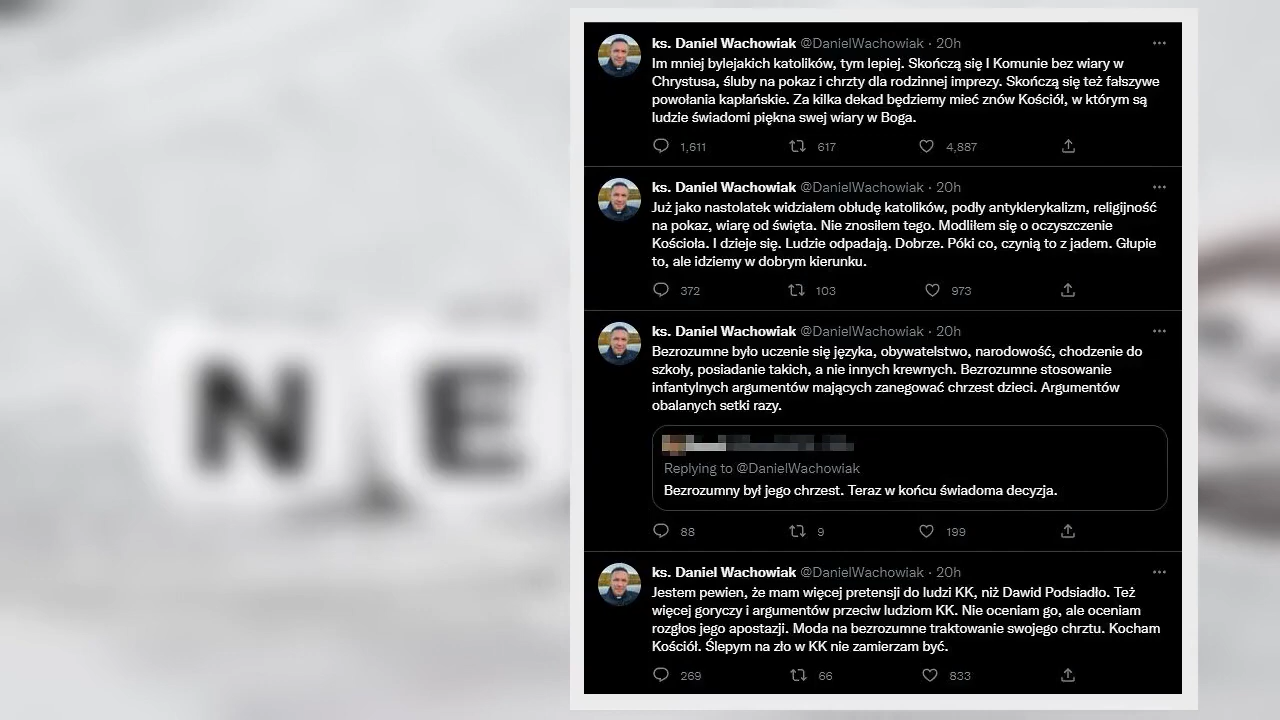 N E
ks. Daniel Wachowiak @DanielWachowiak · 20h
Im mniej bylejakich katolików, tym lepiej. Skończą się I Komunie bez wiary w
Chrystusa, śluby na pokaz i chrzty dla rodzinnej imprezy. Skończą się też fałszywe
powołania kapłańskie. Za kilka dekad będziemy mieć znów Kościół, w którym są
ludzie świadomi piękna swej wiary w Boga.
1,611 617 4,887
ks. Daniel Wachowiak @DanielWachowiak · 20h
Już jako nastolatek widziałem obłudę katolików, podły antyklerykalizm, religijność
na pokaz, wiarę od święta. Nie znosiłem tego. Modliłem się o oczyszczenie
Kościoła. I dzieje się. Ludzie odpadają. Dobrze. Póki co, czynią to z jadem. Głupie
to, ale idziemy w dobrym kierunku.
372 103 973
ks. Daniel Wachowiak @DanielWachowiak · 20h
Bezrozumne było uczenie się języka, obywatelstwo, narodowość, chodzenie do
szkoły, posiadanie takich, a nie innych krewnych. Bezrozumne stosowanie
infantylnych argumentów mających zanegować chrzest dzieci. Argumentów
obalanych setki razy.
Replying to @DanielWachowiak
Bezrozumny był jego chrzest. Teraz w końcu świadoma decyzja.
88 9 199
ks. Daniel Wachowiak @DanielWachowiak · 20h
Jestem pewien, że mam więcej pretensji do ludzi KK, niż Dawid Podsiadło. Też
więcej goryczy i argumentów przeciw ludziom KK. Nie oceniam go, ale oceniam
rozgłos jego apostazji. Moda na bezrozumne traktowanie swojego chrztu. Kocham
Kościół. Ślepym na zło w KK nie zamierzam być.
269 66 833